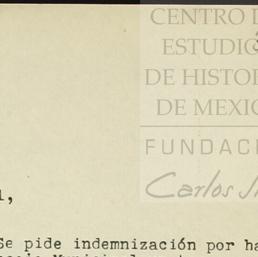 CENTRO
ESTUDIO
DE HISTOR
DE MEXIC
FUNDACI
Carlos
l,
Se pide indemnización por ha